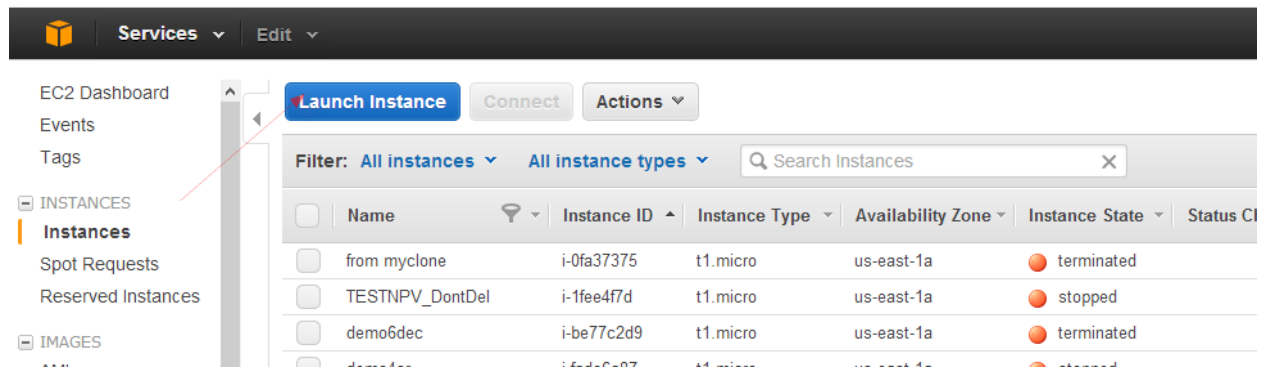 Services Edit
EC2 Dashboard
Events
Tags
INSTANCES
Instances
Spot Requests
Reserved Instances
IMAGES
Launch Instance Connect Actions
Filter: All instances All instance types Search Instances
Name Instance ID Instance Type Availability Zone Instance State Status
from myclone i-0fa37375 t1.micro us-east-1a terminated
TESTNPV_DontDel i-1fee4f7d t1.micro us-east-1a stopped
demo6dec i-be77c2d9 t1.micro us-east-1a terminated